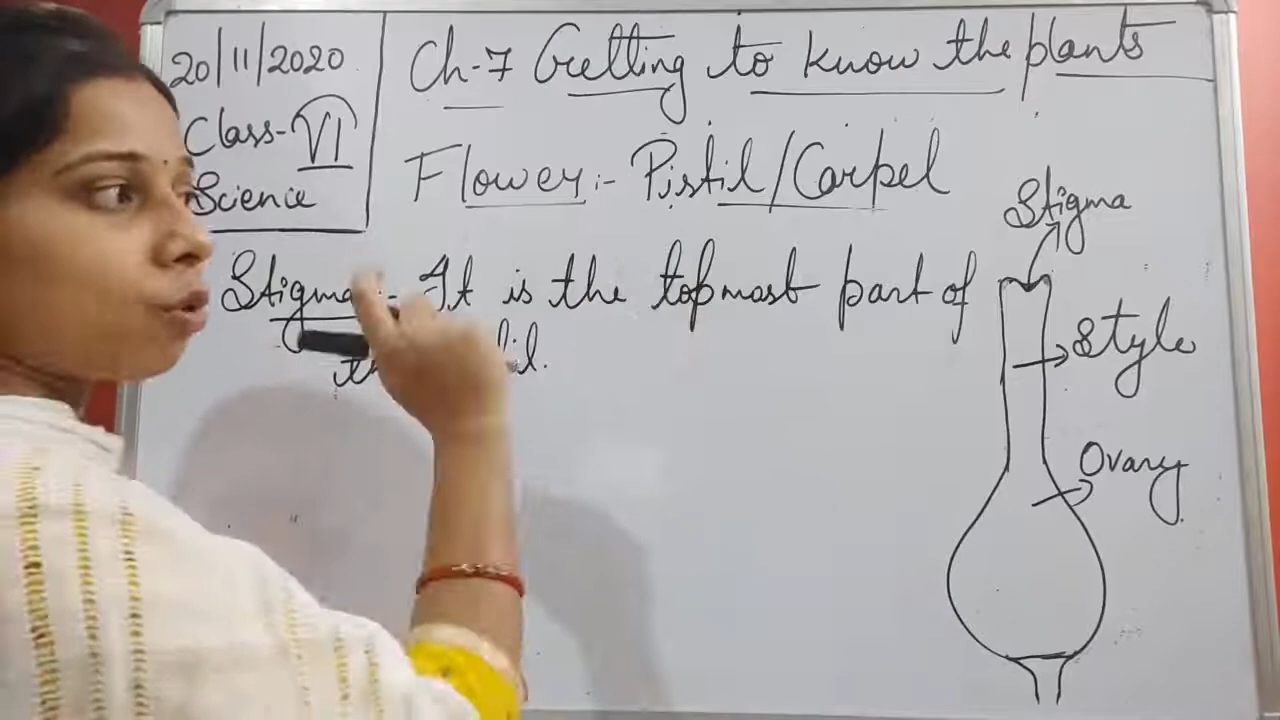 20/11/2020
Class-VI
Science
Ch-7 Getting to know the plants
Flower:- Pistil/Carpel
Stigma:- It is the topmost part of
Stigma
Style
Ovary